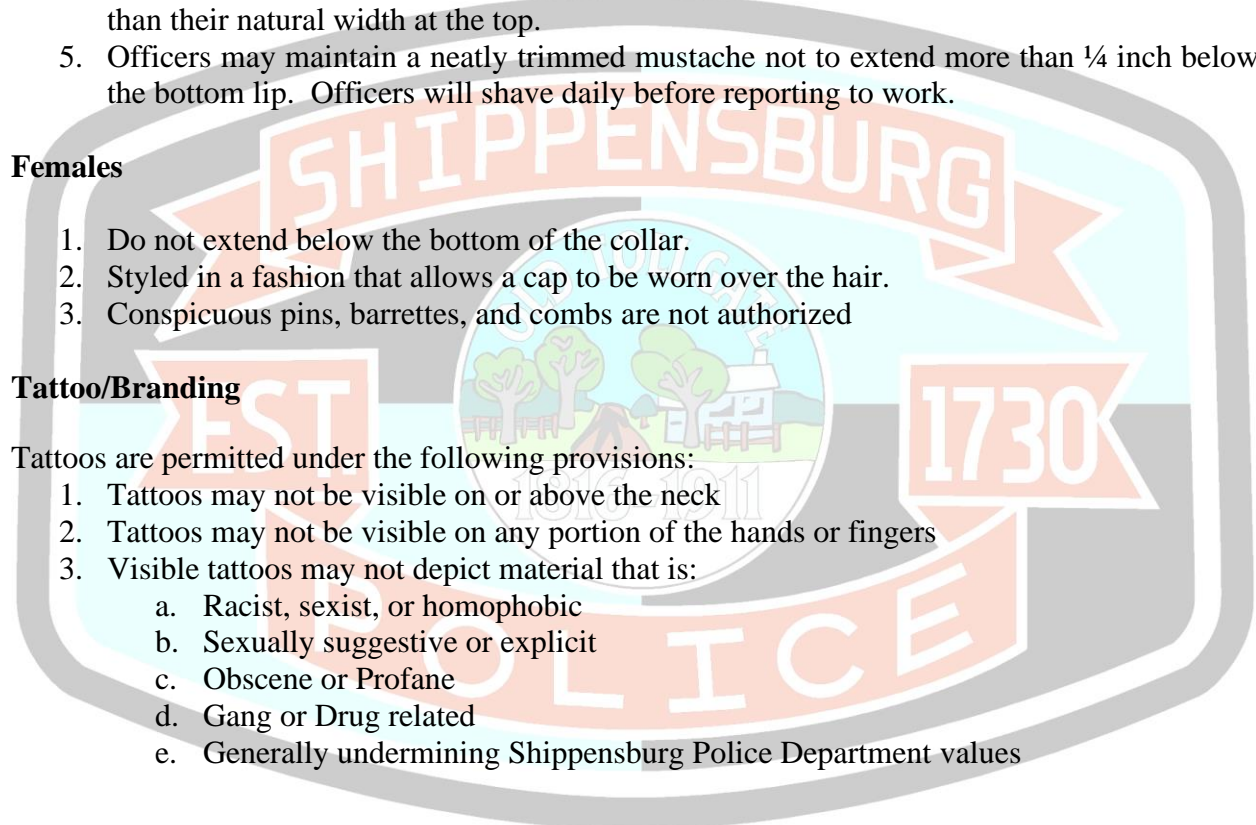 than their natural width at the top.
5. Officers may maintain a neatly trimmed mustache not to extend more than ¼ inch below
the bottom lip. Officers will shave daily before reporting to work.
Females
1. Do not extend below the bottom of the collar.
2. Styled in a fashion that allows a cap to be worn over the hair.
3. Conspicuous pins, barrettes, and combs are not authorized
Tattoo/Branding
Tattoos are permitted under the following provisions:
1. Tattoos may not be visible on or above the neck
2. Tattoos may not be visible on any portion of the hands or fingers
3. Visible tattoos may not depict material that is:
a. Racist, sexist, or homophobic
b. Sexually suggestive or explicit
c. Obscene or Profane
d. Gang or Drug related
e. Generally undermining Shippensburg Police Department values
SHIPPENSBURG
OLD TOLL GATE
EST
1730
1816-1911
POLICE